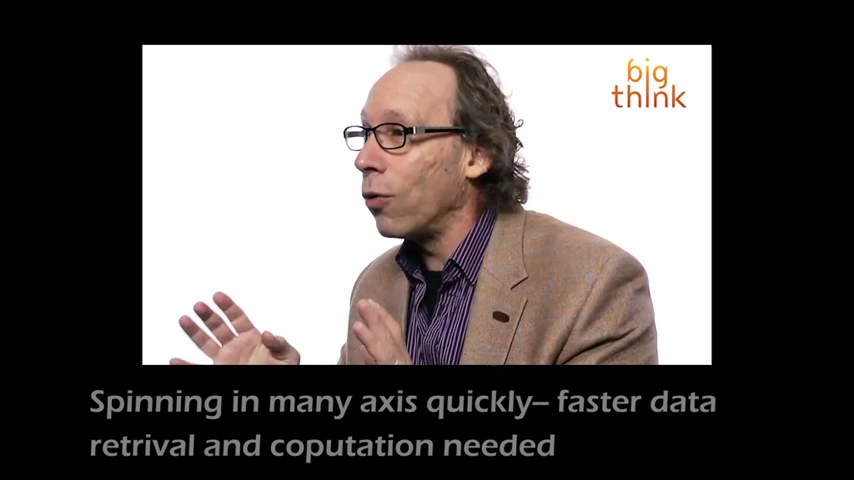 big
think
Spinning in many axis quickly– faster data
retrival and coputation needed